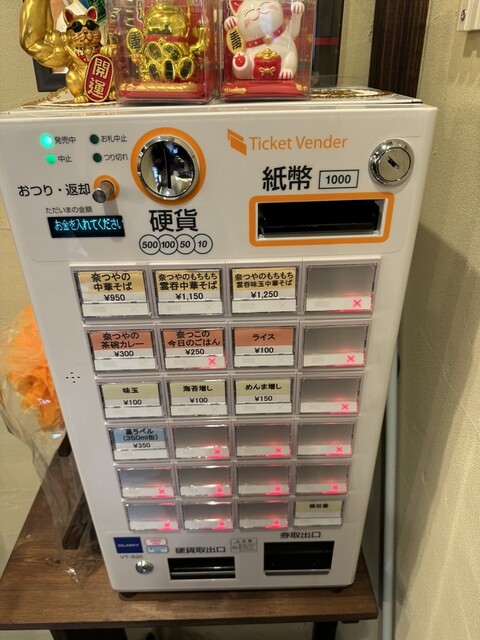 開運
発売中
お札中止
中止
つり切れ
Ticket Vender
おつり・返却
ただいまの金額
お金を入れてください
硬貨
500 100 50 10
紙幣 1000
奈つやの
中華そば
¥950
奈つやのもちもち
雲呑中華そば
¥1,150
奈つやのもちもち
雲呑味玉中華そば
¥1,250
奈つやの
茶碗カレー
¥300
奈つこの
今日のごはん
¥250
ライス
¥100
味玉
¥100
海苔増し
¥100
めんま増し
¥150
黒ラベル
(350ml缶)
¥350
領収書
GLORY
VT-S20
硬貨取出口
券取出口